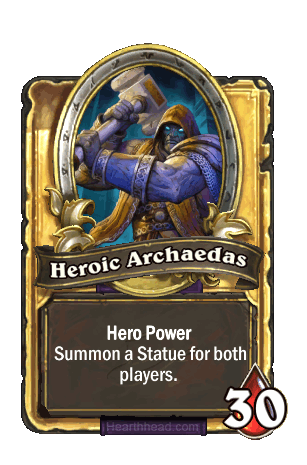 Heroic Archaedas
Hero Power
Summon a Statue for both
players.
30
Hearthhead.com